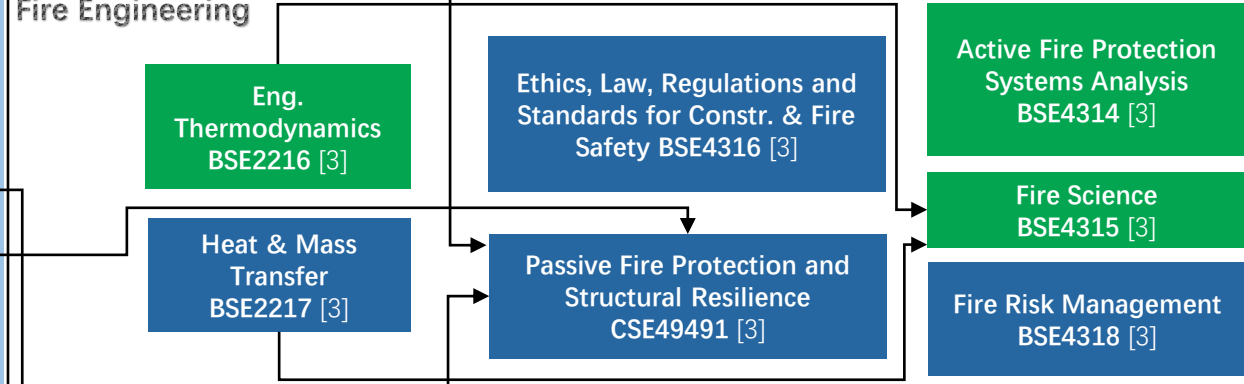 Fire Engineering
Eng.
Thermodynamics
BSE2216 [3]
Heat & Mass
Transfer
BSE2217 [3]
Ethics, Law, Regulations and
Standards for Constr. & Fire
Safety BSE4316 [3]
Passive Fire Protection and
Structural Resilience
CSE49491 [3]
Active Fire Protection
Systems Analysis
BSE4314 [3]
Fire Science
BSE4315 [3]
Fire Risk Management
BSE4318 [3]